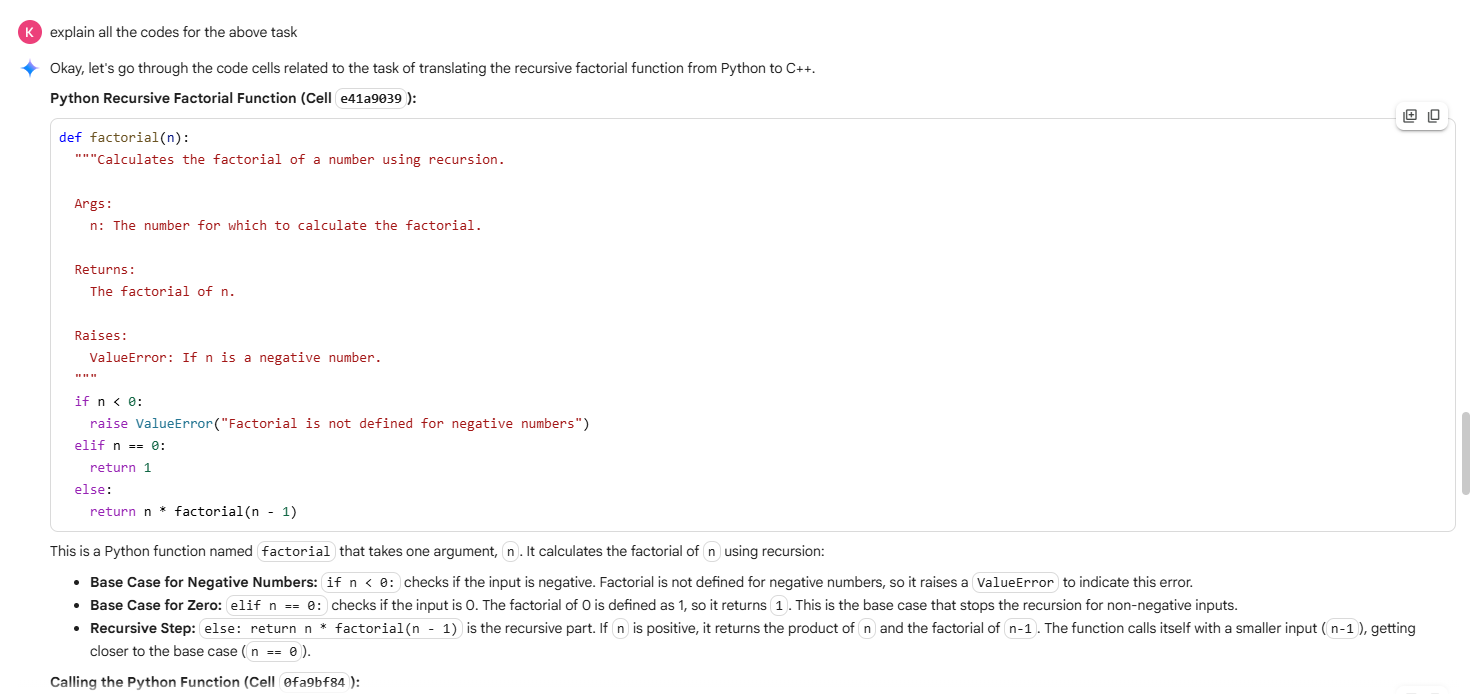 K explain all the codes for the above task
Okay, let's go through the code cells related to the task of translating the recursive factorial function from Python to C++.
Python Recursive Factorial Function (Cell e41a9039 ):
def factorial(n):
  """Calculates the factorial of a number using recursion.

  Args:
    n: The number for which to calculate the factorial.

  Returns:
    The factorial of n.

  Raises:
    ValueError: If n is a negative number.
  """
  if n < 0:
    raise ValueError("Factorial is not defined for negative numbers")
  elif n == 0:
    return 1
  else:
    return n * factorial(n - 1)
This is a Python function named factorial that takes one argument, n . It calculates the factorial of n using recursion:
• Base Case for Negative Numbers: if n < 0: checks if the input is negative. Factorial is not defined for negative numbers, so it raises a ValueError to indicate this error.
• Base Case for Zero: elif n == 0: checks if the input is 0. The factorial of 0 is defined as 1, so it returns 1 . This is the base case that stops the recursion for non-negative inputs.
• Recursive Step: else: return n * factorial(n - 1) is the recursive part. If n is positive, it returns the product of n and the factorial of n-1 . The function calls itself with a smaller input ( n-1 ), getting
closer to the base case ( n == 0 ).
Calling the Python Function (Cell 0fa9bf84 ):